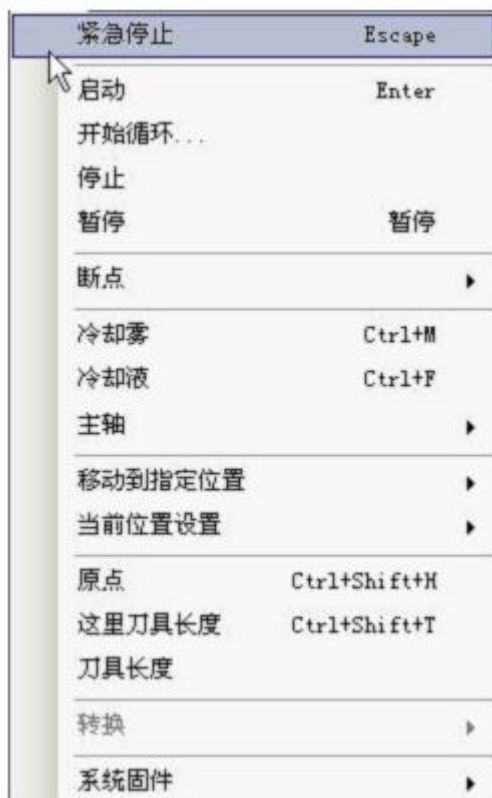 紧急停止 Escape
启动 Enter
开始循环...
停止
暂停 暂停
断点
冷却雾 Ctrl+M
冷却液 Ctrl+F
主轴
移动到指定位置
当前位置设置
原点 Ctrl+Shift+H
这里刀具长度 Ctrl+Shift+T
刀具长度
转换
系统固件